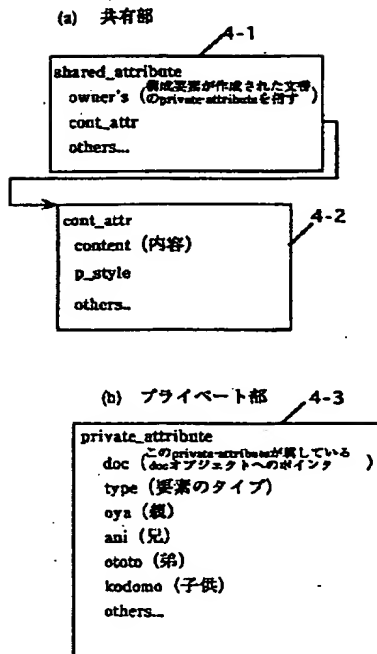 (a) 共有部
4-1
shared_attribute
owner's (構成要素が作成された文書
のprivate-attributeを指す)
cont_attr
others...
4-2
cont_attr
content (内容)
p_style
others...
(b) プライベート部
4-3
private_attribute
doc (このprivate-attributeが属している
docオブジェクトへのポインタ)
type (要素のタイプ)
oya (親)
ani (兄)
ototo (弟)
kodomo (子供)
others...